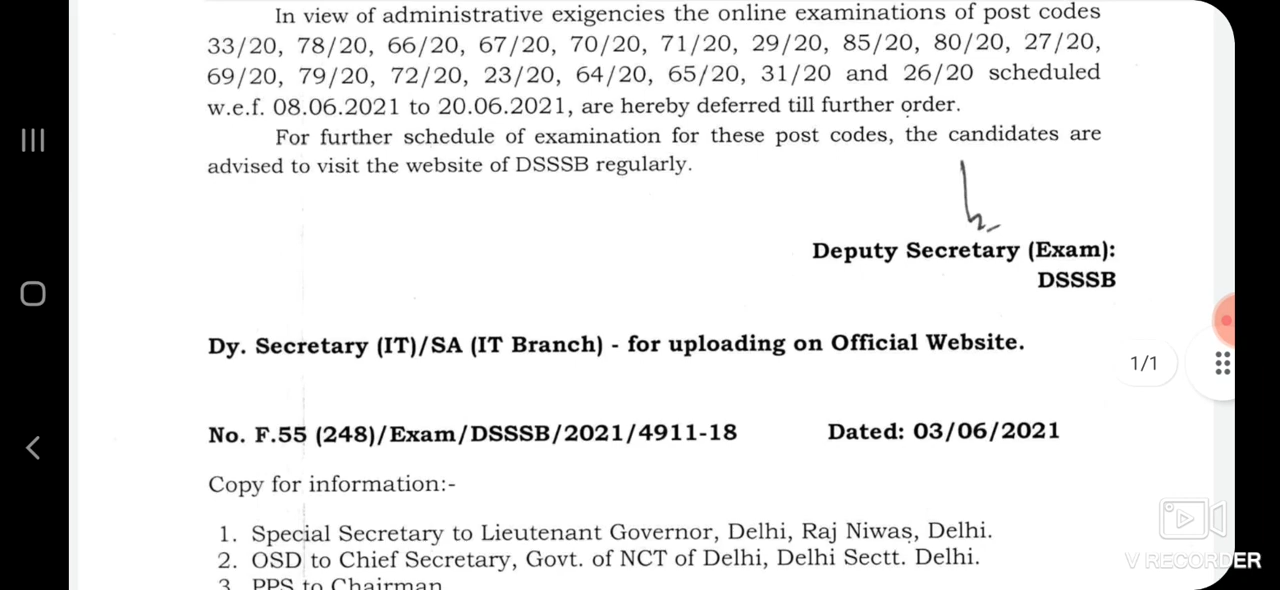 In view of administrative exigencies the online examinations of post codes
33/20, 78/20, 66/20, 67/20, 70/20, 71/20, 29/20, 85/20, 80/20, 27/20,
69/20, 79/20, 72/20, 23/20, 64/20, 65/20, 31/20 and 26/20 scheduled
w.e.f. 08.06.2021 to 20.06.2021, are hereby deferred till further order.
For further schedule of examination for these post codes, the candidates are
advised to visit the website of DSSSB regularly.
Deputy Secretary (Exam):
DSSSB
Dy. Secretary (IT)/SA (IT Branch) - for uploading on Official Website.
1/1
No. F.55 (248)/Exam/DSSSB/2021/4911-18 Dated: 03/06/2021
Copy for information:-
1. Special Secretary to Lieutenant Governor, Delhi, Raj Niwas, Delhi.
2. OSD to Chief Secretary, Govt. of NCT of Delhi, Delhi Sectt. Delhi.
3. PPS to Chairman
V RECORDER